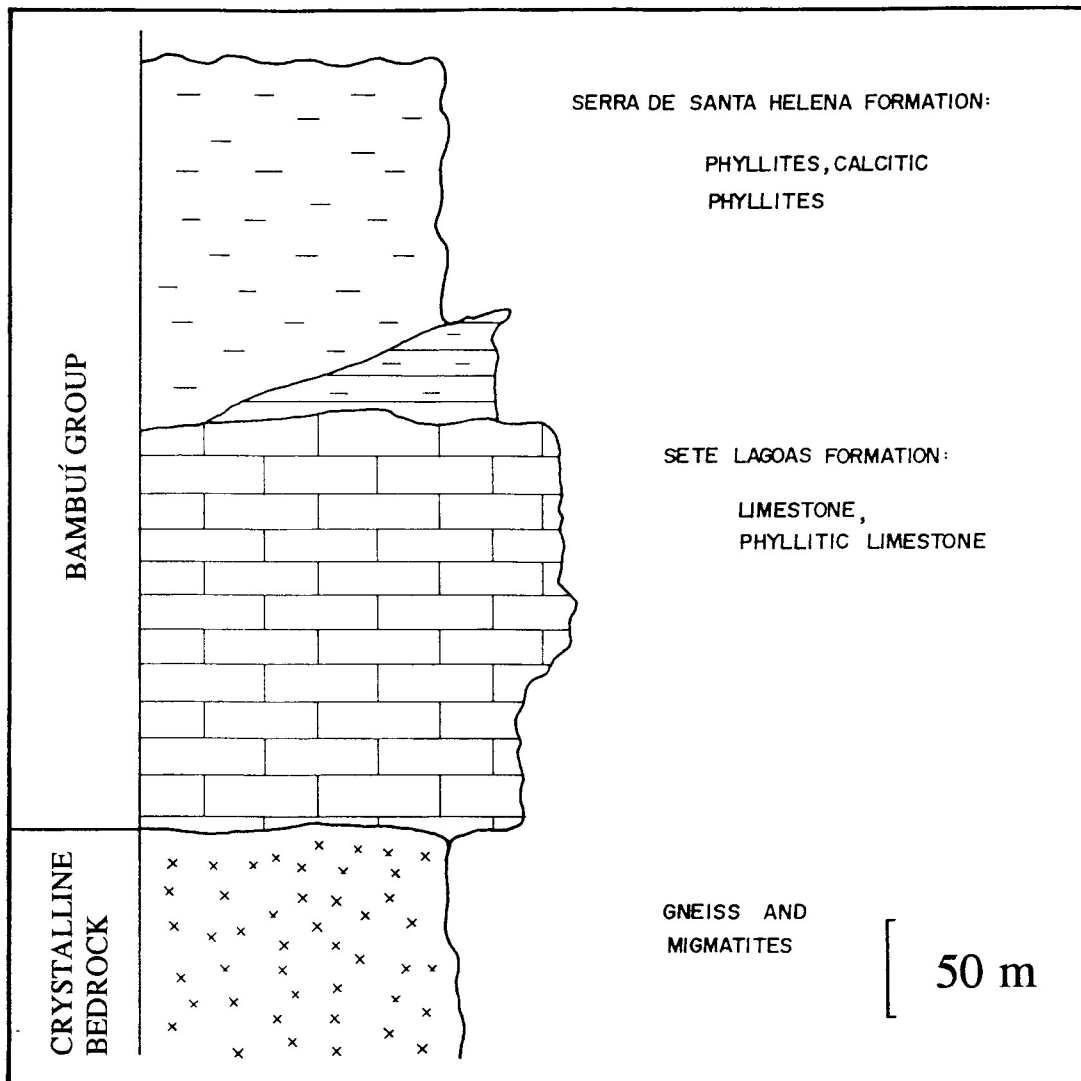 BAMBUÍ GROUP
CRYSTALLINE
BEDROCK
SERRA DE SANTA HELENA FORMATION:
PHYLLITES, CALCITIC
PHYLLITES
SETE LAGOAS FORMATION:
LIMESTONE,
PHYLLITIC LIMESTONE
GNEISS AND
MIGMATITES
50 m